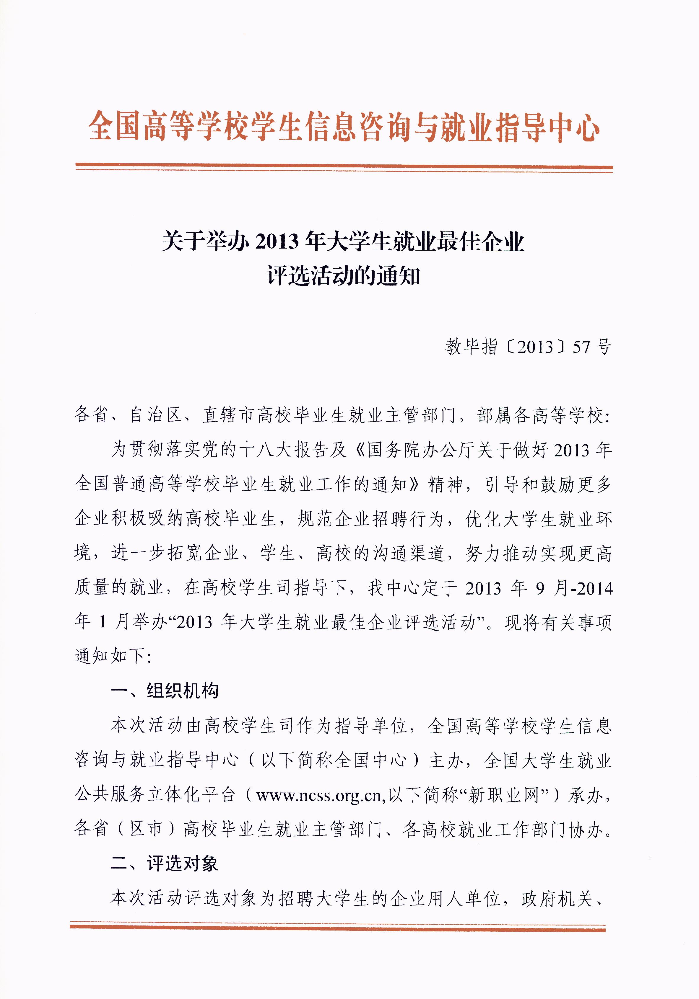 全国高等学校学生信息咨询与就业指导中心
关于举办 2013 年大学生就业最佳企业
评选活动的通知
教毕指〔2013〕57 号
各省、自治区、直辖市高校毕业生就业主管部门，部属各高等学校：
为贯彻落实党的十八大报告及《国务院办公厅关于做好 2013 年
全国普通高等学校毕业生就业工作的通知》精神，引导和鼓励更多
企业积极吸纳高校毕业生，规范企业招聘行为，优化大学生就业环
境，进一步拓宽企业、学生、高校的沟通渠道，努力推动实现更高
质量的就业，在高校学生司指导下，我中心定于 2013 年 9 月-2014
年 1 月举办“2013 年大学生就业最佳企业评选活动”。现将有关事项
通知如下：
一、组织机构
本次活动由高校学生司作为指导单位，全国高等学校学生信息
咨询与就业指导中心（以下简称全国中心）主办，全国大学生就业
公共服务立体化平台（www.ncss.org.cn,以下简称“新职业网”）承办，
各省（区市）高校毕业生就业主管部门、各高校就业工作部门协办。
二、评选对象
本次活动评选对象为招聘大学生的企业用人单位，政府机关、